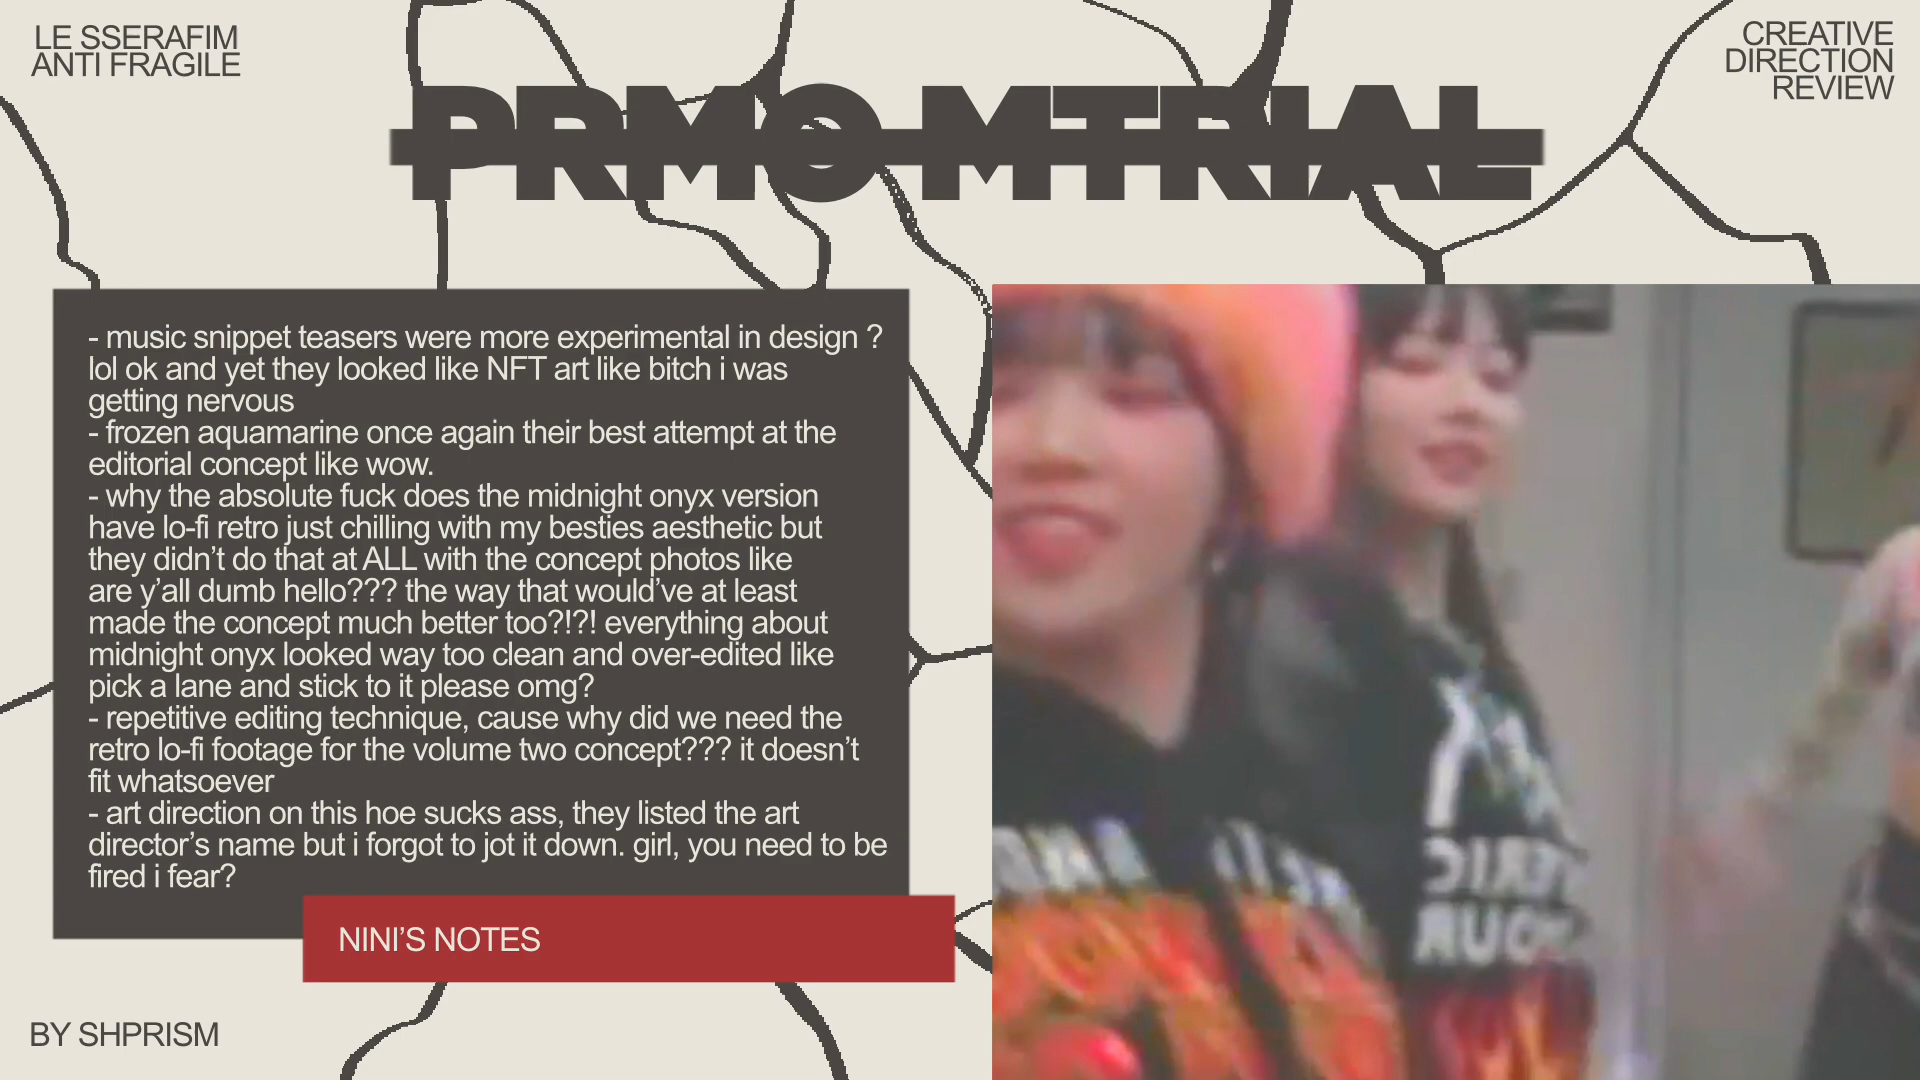 LE SSERAFIM
ANTI FRAGILE
CREATIVE
DIRECTION
REVIEW
PRMO MTRIAL
- music snippet teasers were more experimental in design ?
lol ok and yet they looked like NFT art like bitch i was
getting nervous
- frozen aquamarine once again their best attempt at the
editorial concept like wow.
- why the absolute fuck does the midnight onyx version
have lo-fi retro just chilling with my besties aesthetic but
they didn’t do that at ALL with the concept photos like
are y’all dumb hello??? the way that would’ve at least
made the concept much better too?!?! everything about
midnight onyx looked way too clean and over-edited like
pick a lane and stick to it please omg?
- repetitive editing technique, cause why did we need the
retro lo-fi footage for the volume two concept??? it doesn’t
fit whatsoever
- art direction on this hoe sucks ass, they listed the art
director’s name but i forgot to jot it down. girl, you need to be
fired i fear?
NINI’S NOTES
BY SHPRISM